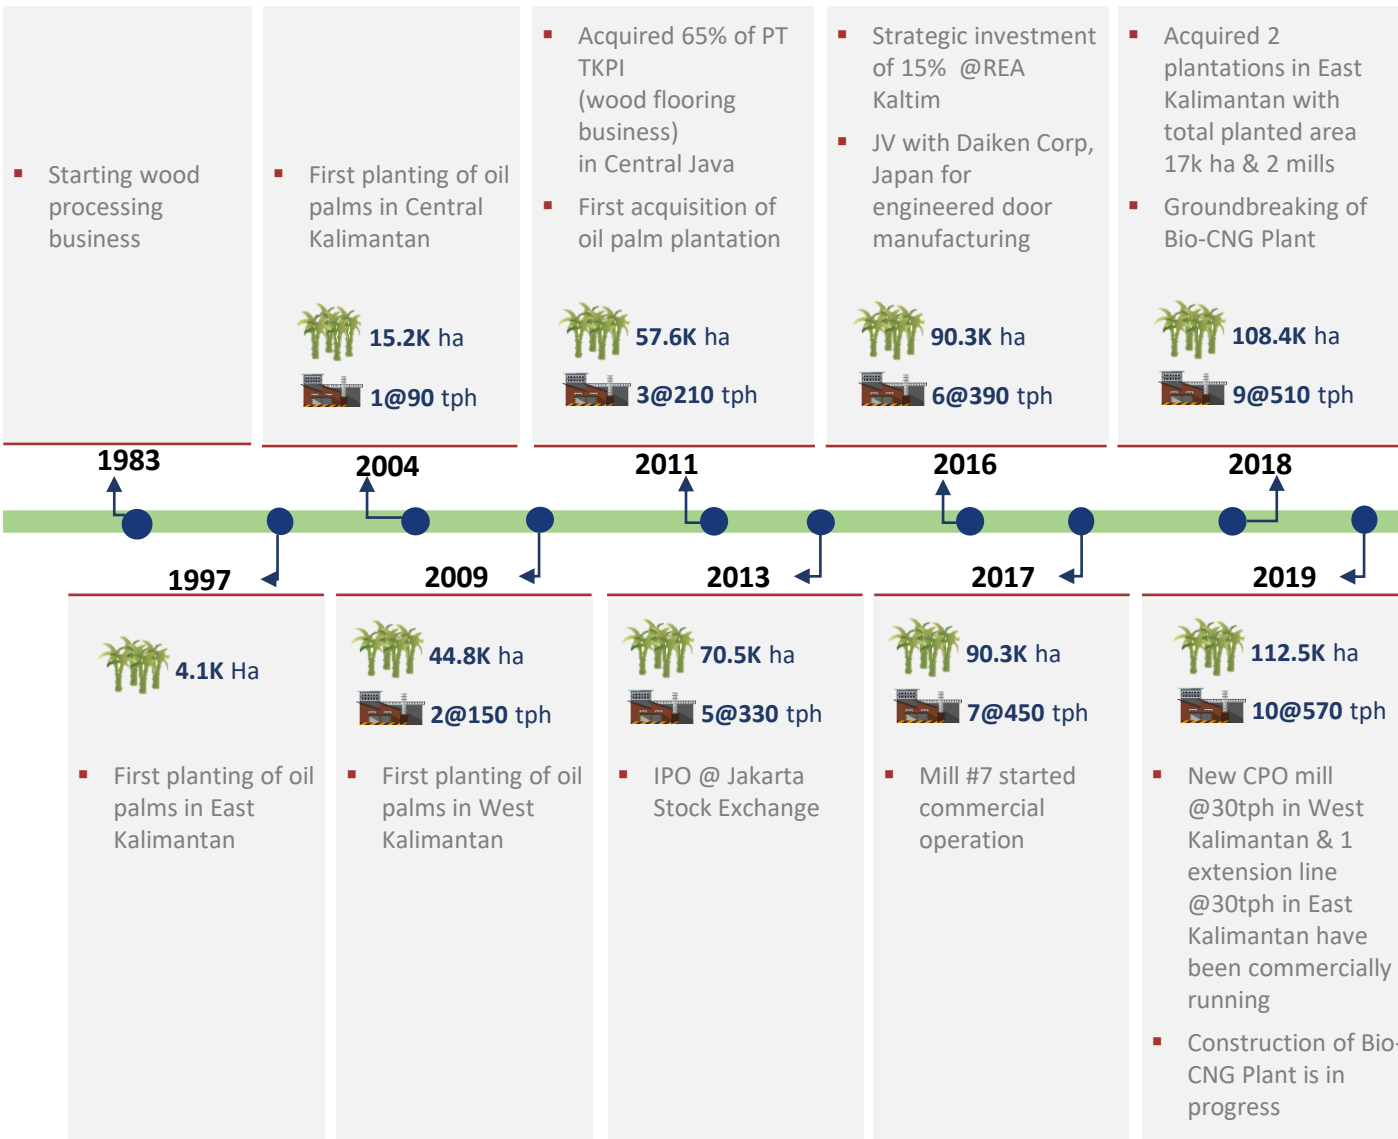 ▪ Starting wood
processing
business
1983
▪ First planting of oil
palms in Central
Kalimantan
15.2K ha
1@90 tph
2004
▪ Acquired 65% of PT
TKPI
(wood flooring
business)
in Central Java
▪ First acquisition of
oil palm plantation
57.6K ha
3@210 tph
2011
▪ Strategic investment
of 15% @REA
Kaltim
▪ JV with Daiken Corp,
Japan for
engineered door
manufacturing
90.3K ha
6@390 tph
2016
▪ Acquired 2
plantations in East
Kalimantan with
total planted area
17k ha & 2 mills
▪ Groundbreaking of
Bio-CNG Plant
108.4K ha
9@510 tph
2018
1997
4.1K Ha
▪ First planting of oil
palms in East
Kalimantan
2009
44.8K ha
2@150 tph
▪ First planting of oil
palms in West
Kalimantan
2013
70.5K ha
5@330 tph
▪ IPO @ Jakarta
Stock Exchange
2017
90.3K ha
7@450 tph
▪ Mill #7 started
commercial
operation
2019
112.5K ha
10@570 tph
▪ New CPO mill
@30tph in West
Kalimantan & 1
extension line
@30tph in East
Kalimantan have
been commercially
running
▪ Construction of Bio-
CNG Plant is in
progress